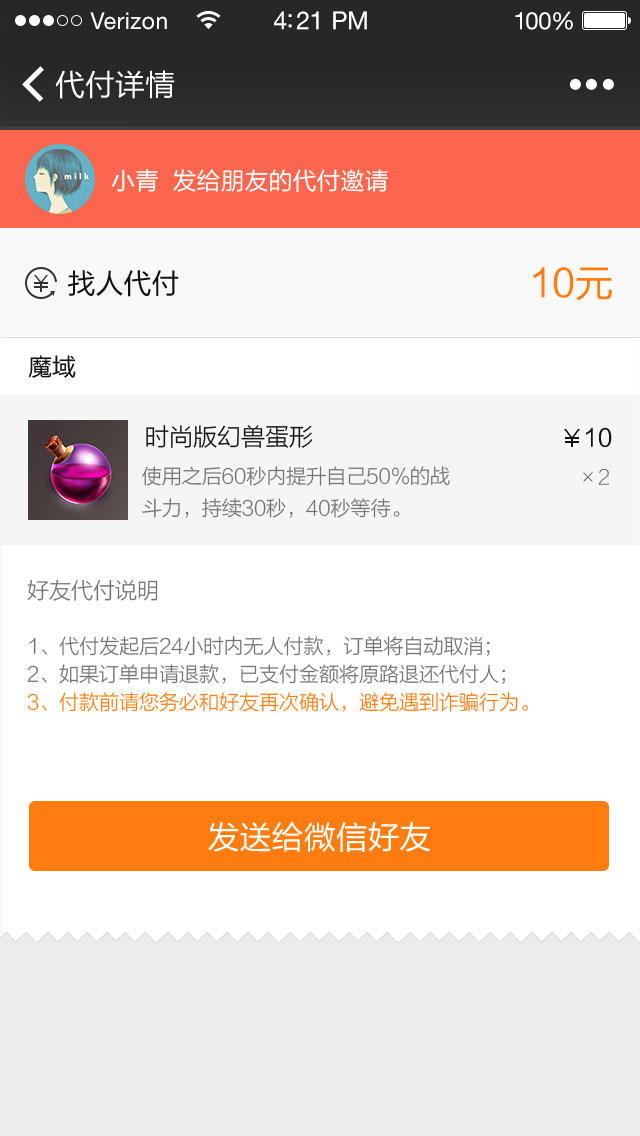 Verizon 4:21 PM 100%
代付详情
milk
小青 发给朋友的代付邀请
找人代付 10元
魔域
时尚版幻兽蛋形 ¥10
使用之后60秒内提升自己50%的战 ×2
斗力，持续30秒，40秒等待。
好友代付说明
1、代付发起后24小时内无人付款，订单将自动取消；
2、如果订单申请退款，已支付金额将原路退还代付人；
3、付款前请您务必和好友再次确认，避免遇到诈骗行为。
发送给微信好友